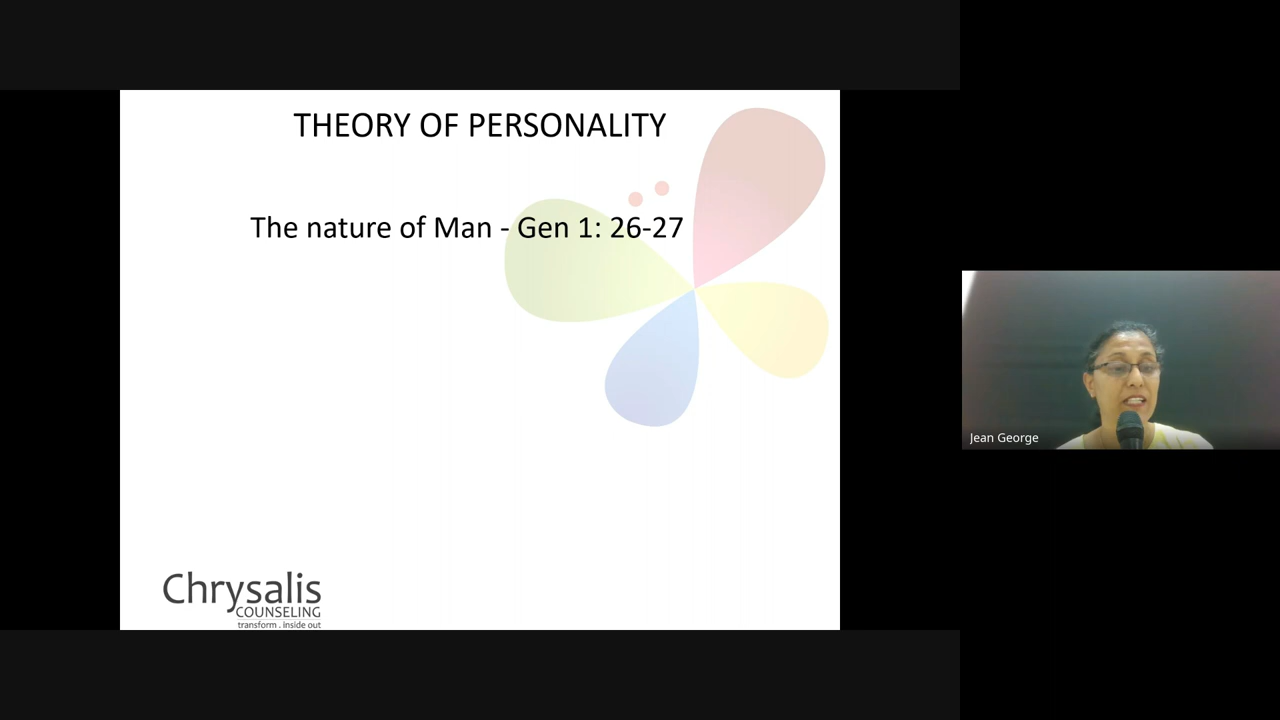 THEORY OF PERSONALITY
The nature of Man - Gen 1: 26-27
Jean George
Chrysalis
COUNSELING
transform . inside out